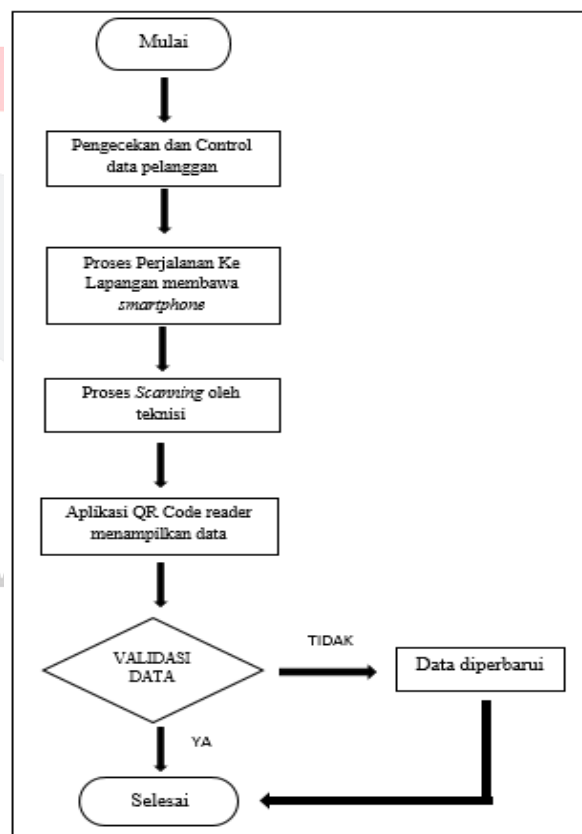 Mulai
Pengecekan dan Control
data pelanggan
Proses Perjalanan Ke
Lapangan membawa
smartphone
Proses Scanning oleh
teknisi
Aplikasi QR Code reader
menampilkan data
VALIDASI
DATA
TIDAK
Data diperbarui
YA
Selesai